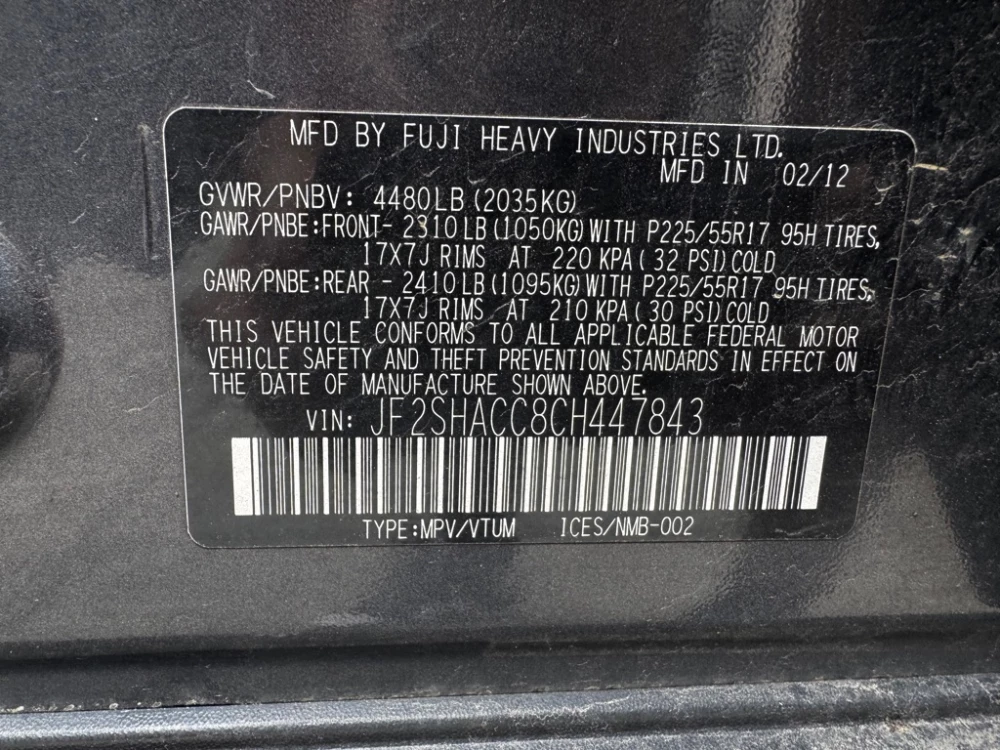 MFD BY FUJI HEAVY INDUSTRIES LTD.
MFD IN 02/12
GVWR/PNBV: 4480LB(2035KG)
GAWR/PNBE:FRONT- 2310LB(1050KG)WITH P225/55R17 95H TIRES,
17X7J RIMS AT 220 KPA( 32 PSI)COLD
GAWR/PNBE:REAR - 2410LB(1095KG)WITH P225/55R17 95H TIRES,
17X7J RIMS AT 210 KPA( 30 PSI)COLD
THIS VEHICLE CONFORMS TO ALL APPLICABLE FEDERAL MOTOR
VEHICLE SAFETY AND THEFT PREVENTION STANDARDS IN EFFECT ON
THE DATE OF MANUFACTURE SHOWN ABOVE.
VIN: JF2SHACC8CH447843
TYPE:MPV/VTUM ICES/NMB-002